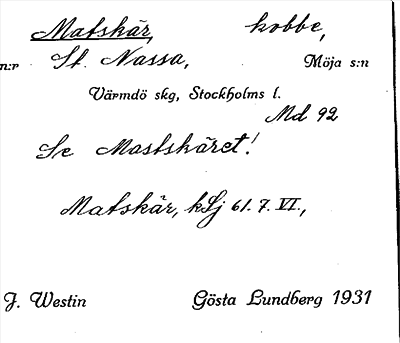 Matskär, kobbe,
n:r St. Nassa, Möja s:n
Värmdö skg, Stockholms l.
Md 92
Se Mastskäret!
Matskär, kSj 61.7.VI.,
J. Westin Gösta Lundberg 1931